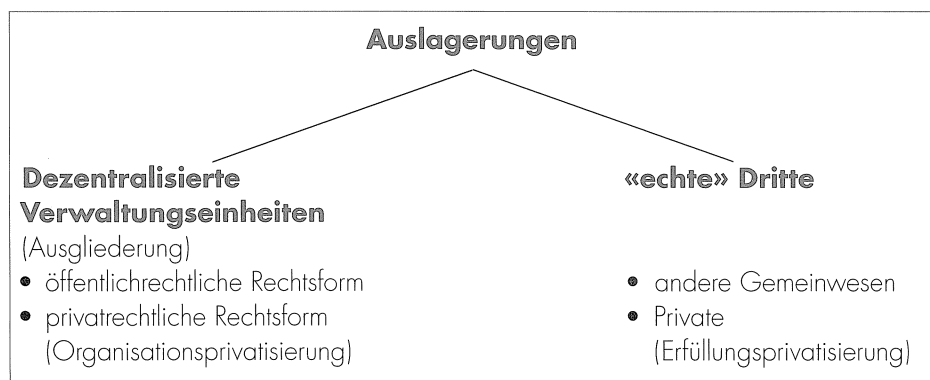 Auslagerungen
Dezentralisierte
Verwaltungseinheiten
(Ausgliederung)
• öffentlichrechtliche Rechtsform
• privatrechtliche Rechtsform
(Organisationsprivatisierung)
«echte» Dritte
• andere Gemeinwesen
• Private
(Erfüllungsprivatisierung)